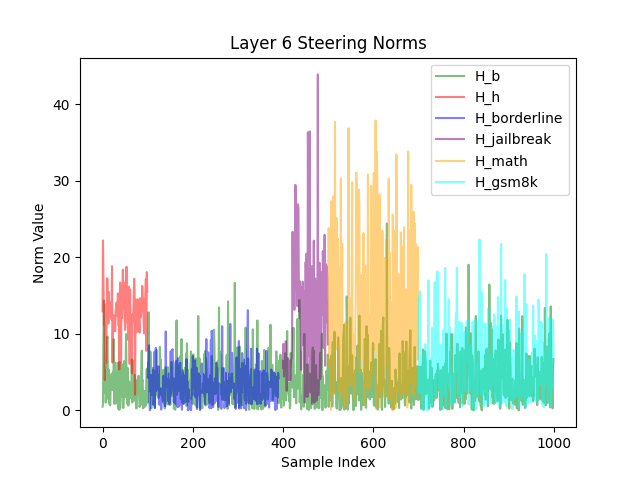 Layer 6 Steering Norms
H_b
H_h
H_borderline
H_jailbreak
H_math
H_gsm8k
Norm Value
40
30
20
10
0
0
200
400
600
800
1000
Sample Index